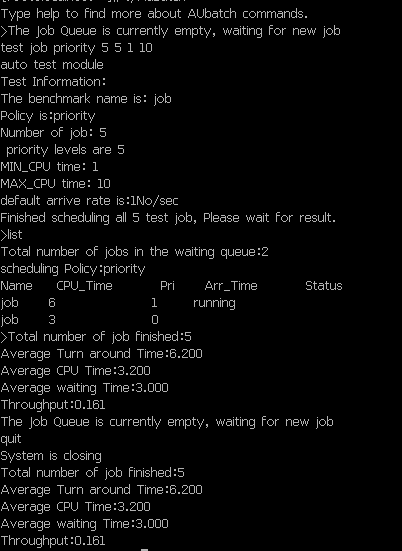 Type help to find more about AUbatch commands.
>The Job Queue is currently empty, waiting for new job
test job priority 5 5 1 10
auto test module
Test Information:
The benchmark name is: job
Policy is:priority
Number of job: 5
priority levels are 5
MIN_CPU time: 1
MAX_CPU time: 10
default arrive rate is:1No/sec
Finished scheduling all 5 test job, Please wait for result.
>list
Total number of jobs in the waiting queue:2
scheduling Policy:priority
Name CPU_Time Pri Arr_Time Status
job 6 1 running
job 3 0
>Total number of job finished:5
Average Turn around Time:6.200
Average CPU Time:3.200
Average waiting Time:3.000
Throughput:0.161
The Job Queue is currently empty, waiting for new job
quit
System is closing
Total number of job finished:5
Average Turn around Time:6.200
Average CPU Time:3.200
Average waiting Time:3.000
Throughput:0.161